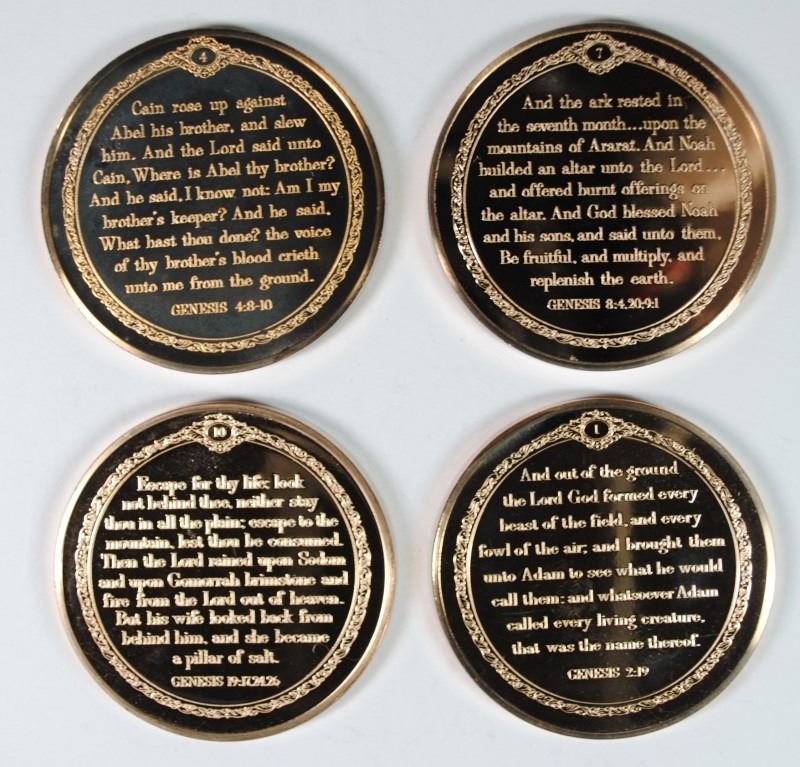 4
Cain rose up against
Abel his brother, and slew
him. And the Lord said unto
Cain, Where is Abel thy brother?
And he said, I know not: Am I my
brother's keeper? And he said,
What hast thou done? the voice
of thy brother's blood crieth
unto me from the ground.
GENESIS 4:8-10
7
And the ark rested in
the seventh month...upon the
mountains of Ararat. And Noah
builded an altar unto the Lord...
and offered burnt offerings on
the altar. And God blessed Noah
and his sons, and said unto them,
Be fruitful, and multiply, and
replenish the earth.
GENESIS 8:4,20;9:1
10
Escape for thy life; look
not behind thee, neither stay
thou in all the plain; escape to the
mountain, lest thou be consumed.
Then the Lord rained upon Sodom
and upon Gomorrah brimstone and
fire from the Lord out of heaven.
But his wife looked back from
behind him, and she became
a pillar of salt.
GENESIS 19:17,24,26
1
And out of the ground
the Lord God formed every
beast of the field, and every
fowl of the air; and brought them
unto Adam to see what he would
call them: and whatsoever Adam
called every living creature,
that was the name thereof.
GENESIS 2:19